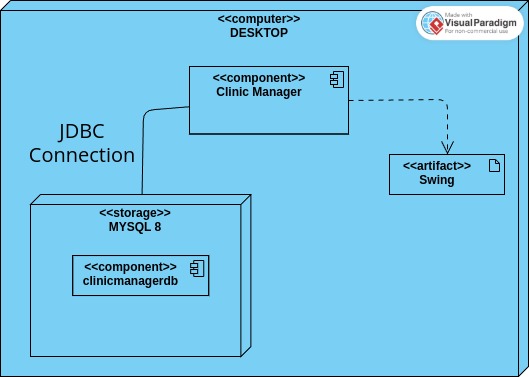 <<computer>>
DESKTOP
Made with
Visual Paradigm
For non-commercial use
<<component>>
Clinic Manager
JDBC
Connection
<<artifact>>
Swing
<<storage>>
MYSQL 8
<<component>>
clinicmanagerdb